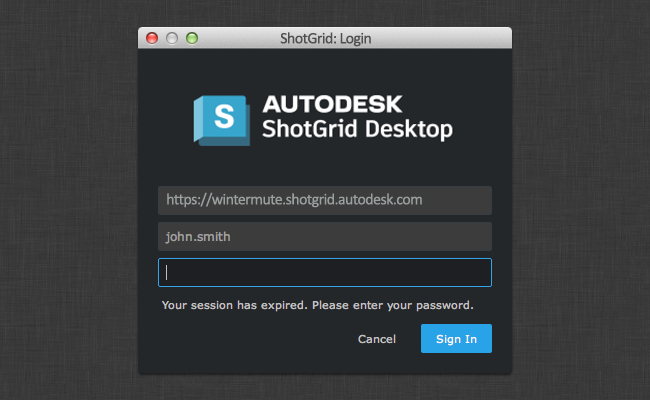 ShotGrid: Login
S
AUTODESK
ShotGrid Desktop
https://wintermute.shotgrid.autodesk.com
john.smith
Your session has expired. Please enter your password.
Cancel
Sign In